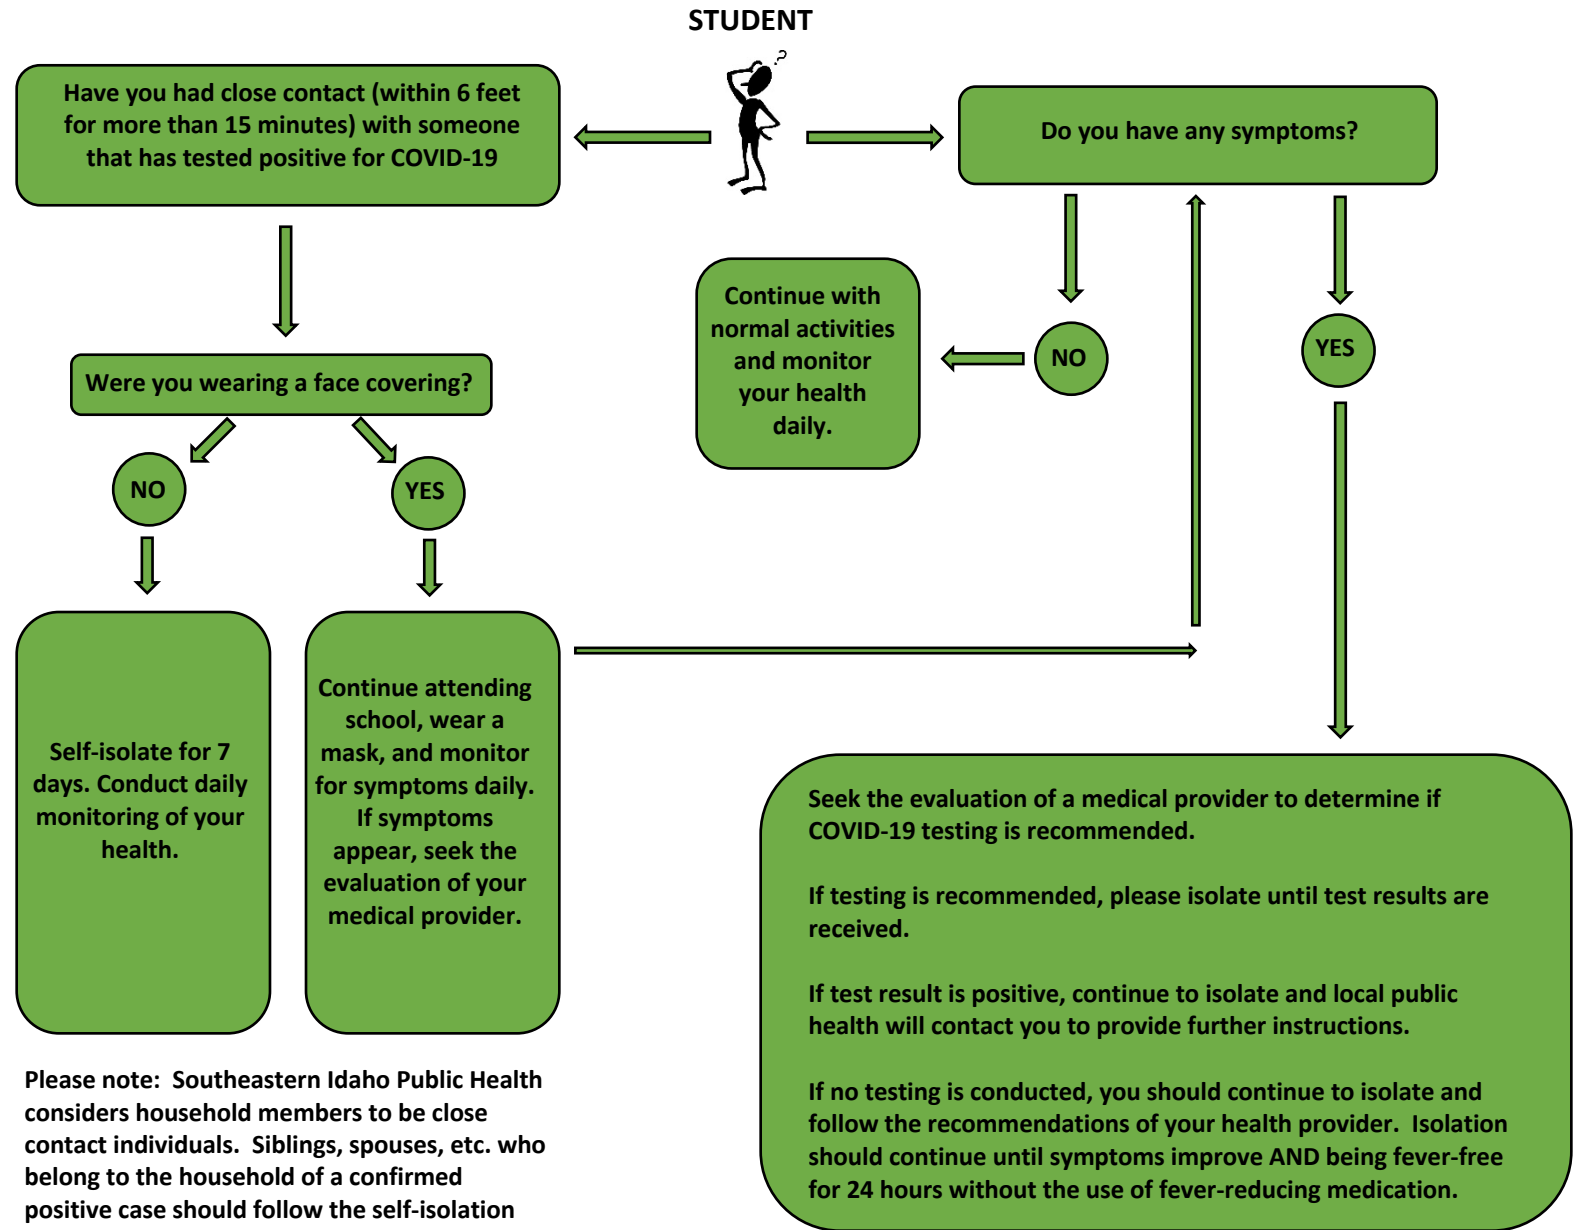 STUDENT
?
Have you had close contact (within 6 feet
for more than 15 minutes) with someone
that has tested positive for COVID-19
Do you have any symptoms?
Continue with
normal activities
and monitor
your health
daily.
NO
YES
Were you wearing a face covering?
NO
YES
Self-isolate for 7
days. Conduct daily
monitoring of your
health.
Continue attending
school, wear a
mask, and monitor
for symptoms daily.
If symptoms
appear, seek the
evaluation of your
medical provider.
Seek the evaluation of a medical provider to determine if
COVID-19 testing is recommended.
If testing is recommended, please isolate until test results are
received.
If test result is positive, continue to isolate and local public
health will contact you to provide further instructions.
If no testing is conducted, you should continue to isolate and
follow the recommendations of your health provider.  Isolation
should continue until symptoms improve AND being fever-free
for 24 hours without the use of fever-reducing medication.
Please note:  Southeastern Idaho Public Health
considers household members to be close
contact individuals.  Siblings, spouses, etc. who
belong to the household of a confirmed
positive case should follow the self-isolation